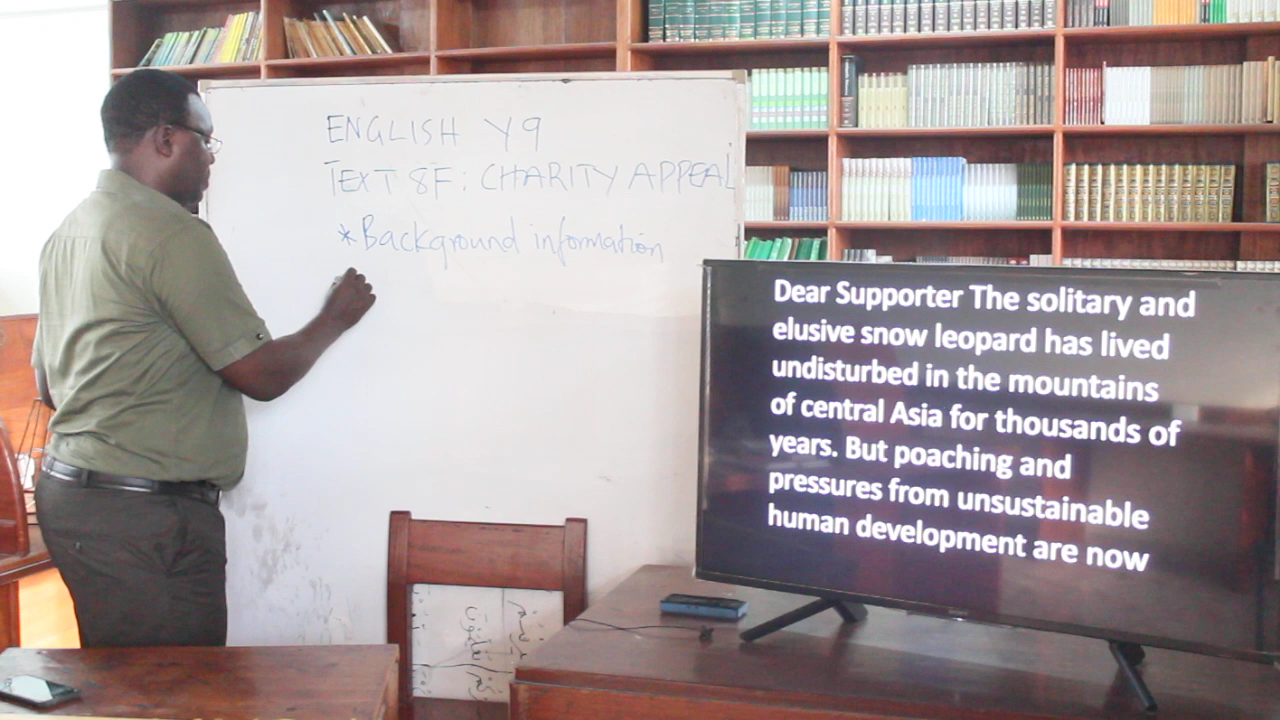 ENGLISH Y9
TEXT 8F: CHARITY APPEAL
*Background information
Dear Supporter The solitary and
elusive snow leopard has lived
undisturbed in the mountains
of central Asia for thousands of
years. But poaching and
pressures from unsustainable
human development are now